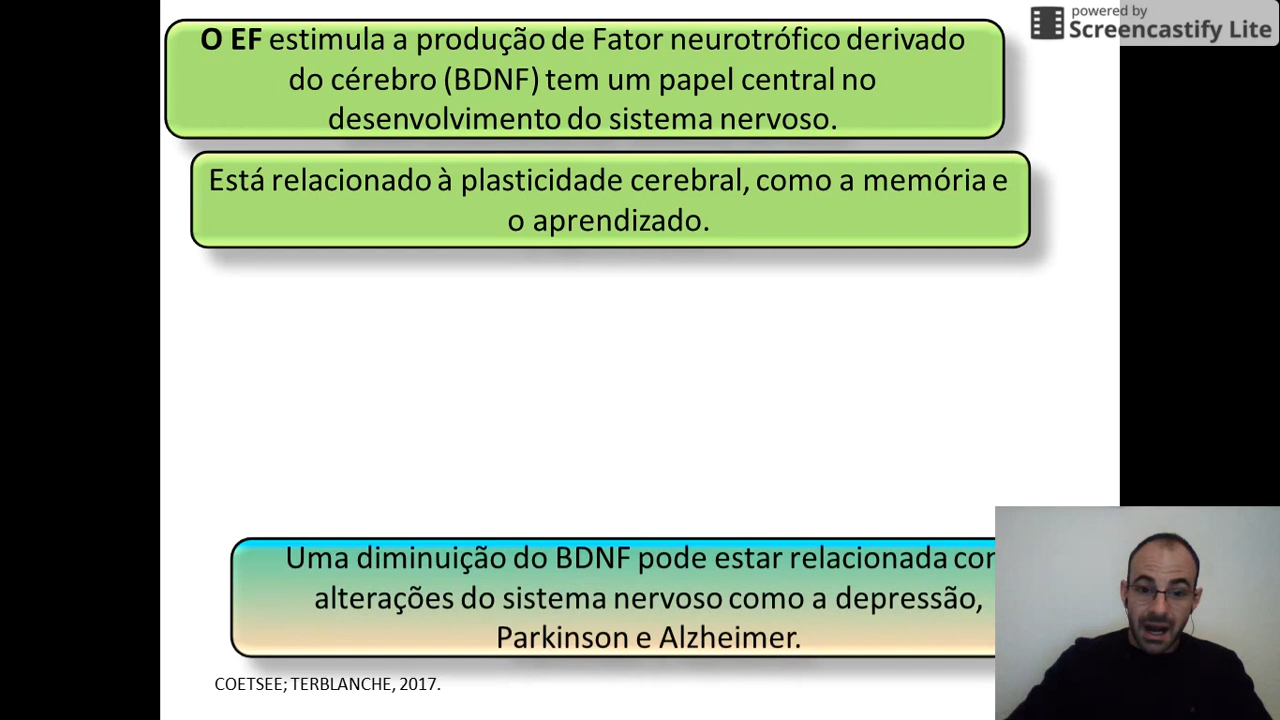 powered by
Screencastify Lite
O EF estimula a produção de Fator neurotrófico derivado
do cérebro (BDNF) tem um papel central no
desenvolvimento do sistema nervoso.
Está relacionado à plasticidade cerebral, como a memória e
o aprendizado.
Uma diminuição do BDNF pode estar relacionada
alterações do sistema nervoso como a depressão,
Parkinson e Alzheimer.
COETSEE; TERBLANCHE, 2017.